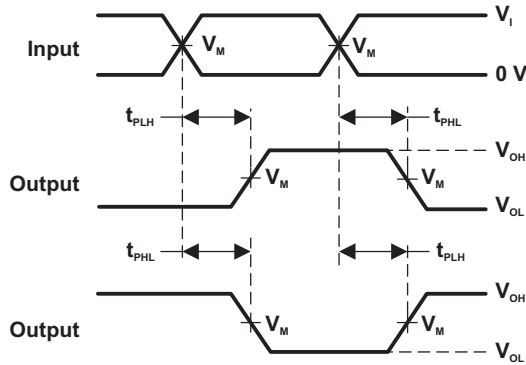 V_I
Input V_M V_M
0 V
t_PLH t_PHL
V_OH
Output V_M V_M
V_OL
t_PHL t_PLH
V_OH
Output V_M V_M
V_OL